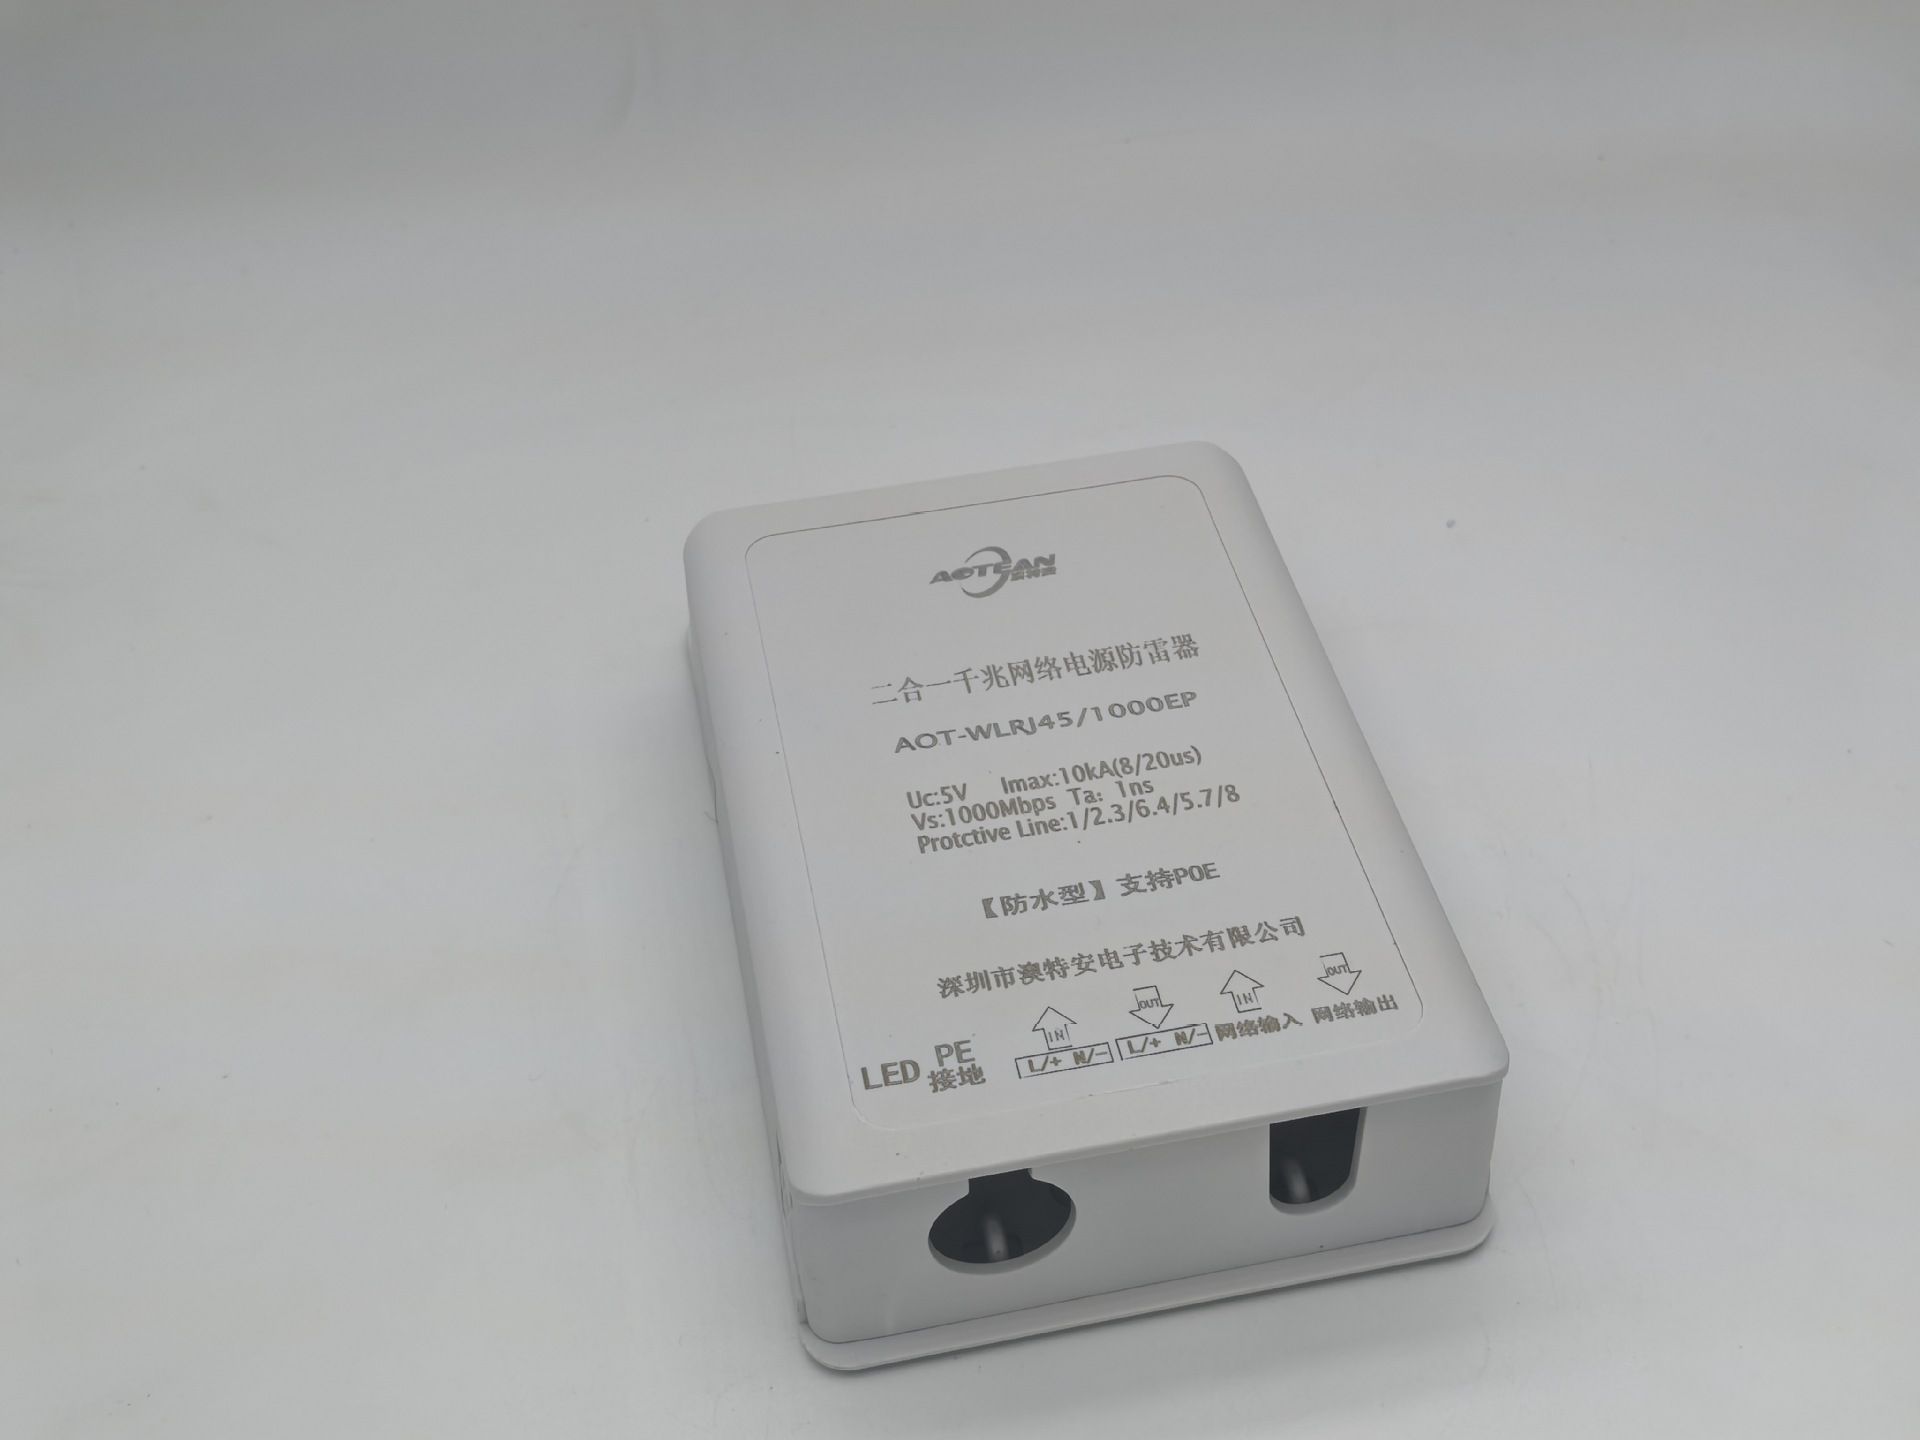 AOTEAN
澳特安
二合一千兆网络电源防雷器
AOT-WLRJ45/1000EP
Uc:5V Imax:10kA(8/20us)
Vs:1000Mbps Ta: 1ns
Protctive Line:1/2.3/6.4/5.7/8
【防水型】支持POE
深圳市澳特安电子技术有限公司
IN OUT IN OUT
LED PE 接地 L/+ N/- L/+ N/- 网络输入 网络输出